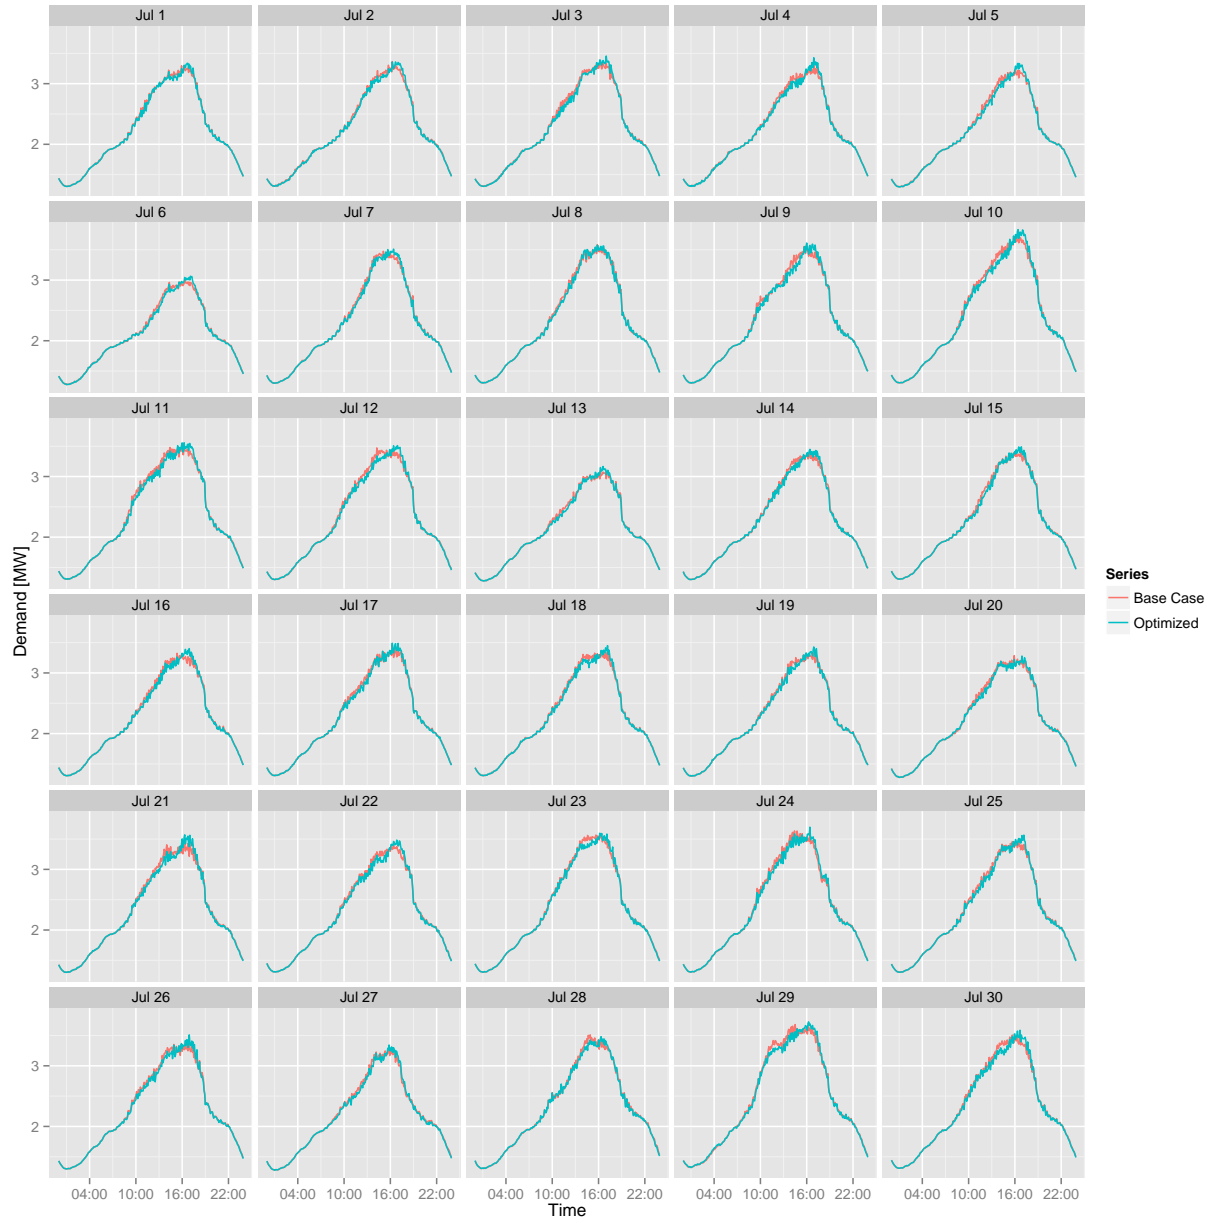 Jul 1 Jul 2 Jul 3 Jul 4 Jul 5
3
2
Jul 6 Jul 7 Jul 8 Jul 9 Jul 10
3
2
Jul 11 Jul 12 Jul 13 Jul 14 Jul 15
3
2
Demand [MW]
Series
Base Case
Optimized
Jul 16 Jul 17 Jul 18 Jul 19 Jul 20
3
2
Jul 21 Jul 22 Jul 23 Jul 24 Jul 25
3
2
Jul 26 Jul 27 Jul 28 Jul 29 Jul 30
3
2
04:00 10:00 16:00 22:00 04:00 10:00 16:00 22:00 04:00 10:00 16:00 22:00 04:00 10:00 16:00 22:00 04:00 10:00 16:00 22:00
Time